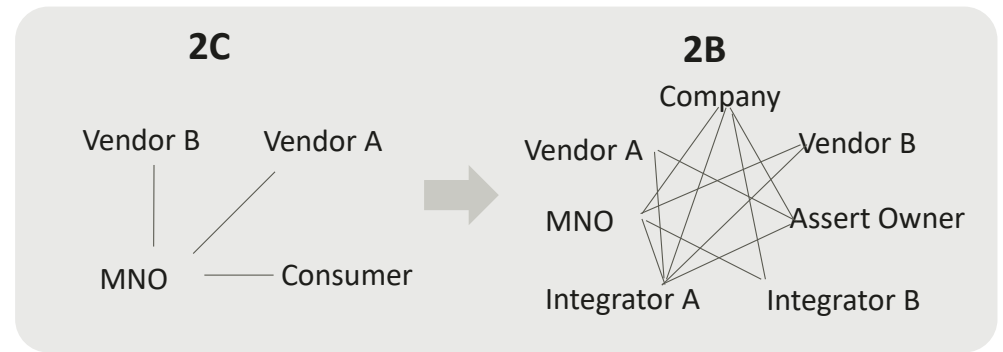 2C
Vendor B
Vendor A
MNO
Consumer
2B
Company
Vendor A
Vendor B
MNO
Assert Owner
Integrator A
Integrator B